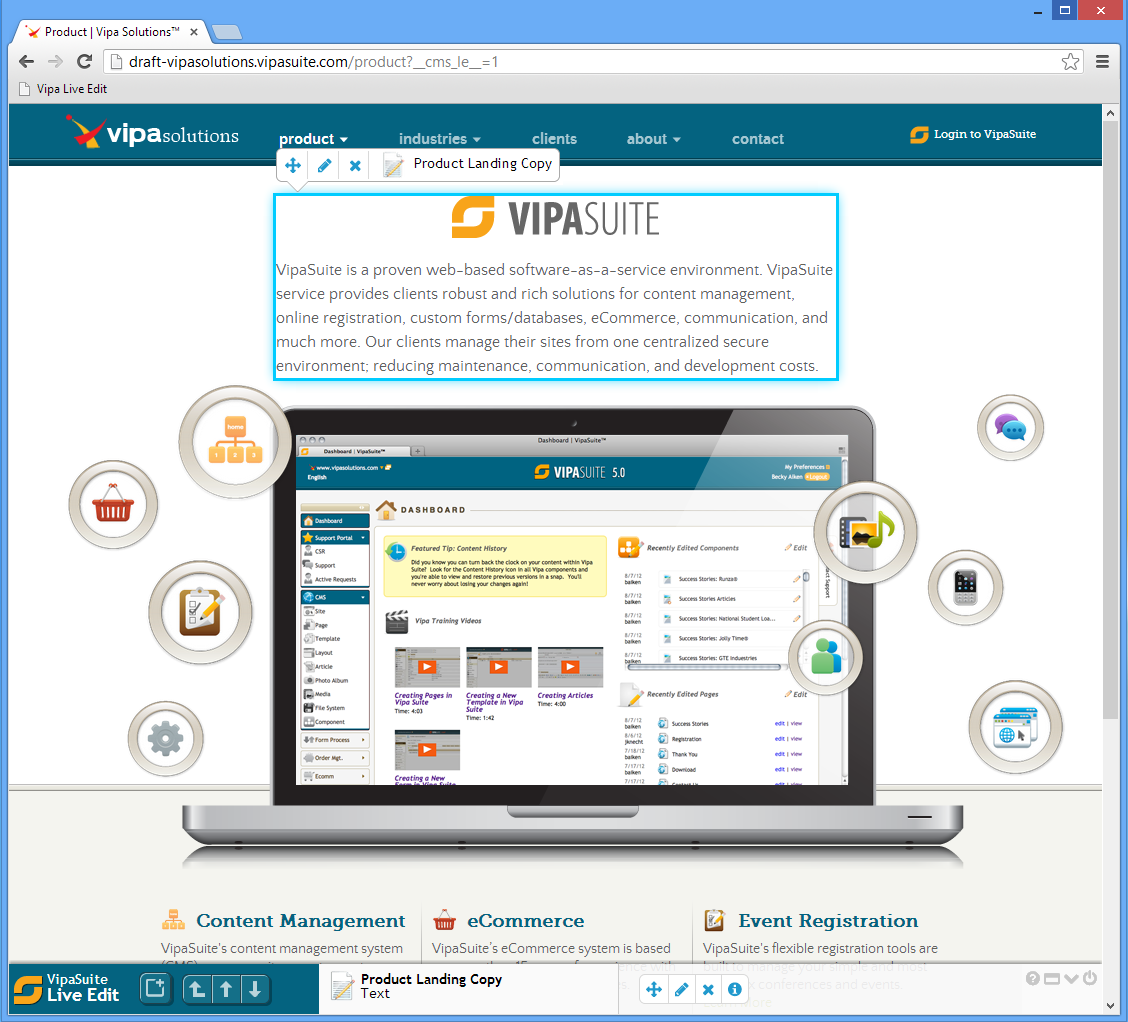 Product | Vipa Solutions™
draft-vipasolutions.vipasuite.com/product?__cms_le__=1
Vipa Live Edit
vipasolutions
product
industries
clients
about
contact
Login to VipaSuite
Product Landing Copy
VIPASUITE
VipaSuite is a proven web-based software-as-a-service environment. VipaSuite
service provides clients robust and rich solutions for content management,
online registration, custom forms/databases, eCommerce, communication, and
much more. Our clients manage their sites from one centralized secure
environment; reducing maintenance, communication, and development costs.
home
1 2 3
Dashboard | VipaSuite™
Dashboard | VipaSuite™
www.vipasolutions.com
English
VIPASUITE 5.0
My Preferences
Becky Aiken Logout
Dashboard
Support Portal
CSR
Support
Active Requests
CMS
Site
Page
Template
Layout
Article
Photo Album
Media
File System
Component
Form Process
Order Mgt.
Ecomm
DASHBOARD
Featured Tip: Content History
Did you know you can turn back the clock on your content within Vipa
Suite? Look for the Content History Icon in all Vipa components and
you're able to view and restore previous versions in a snap. You'll
never worry about losing your changes again!
Vipa Training Videos
Creating Pages in
Vipa Suite
Time: 4:03
Creating a New
Template in Vipa
Suite
Time: 1:42
Creating Articles
Time: 4:00
Creating a New
Form in Vipa Suite
Recently Edited Components
Edit
8/7/12
balken
Success Stories: Runza®
8/7/12
balken
Success Stories Articles
8/7/12
balken
Success Stories: National Student Loa...
8/7/12
balken
Success Stories: Jolly Time®
8/7/12
balken
Success Stories: GTE Industries
Product Support
Recently Edited Pages
Edit
8/7/12
balken
Success Stories
edit | view
8/6/12
jknecht
Registration
edit | view
7/18/12
balken
Thank You
edit | view
7/17/12
balken
Download
edit | view
7/17/12
Contact Us
edit | view
Content Management
VipaSuite's content management system
eCommerce
VipaSuite's eCommerce system is based
Event Registration
VipaSuite's flexible registration tools are
built to manage your simple and most
conferences and events
VipaSuite
Live Edit
Product Landing Copy
Text